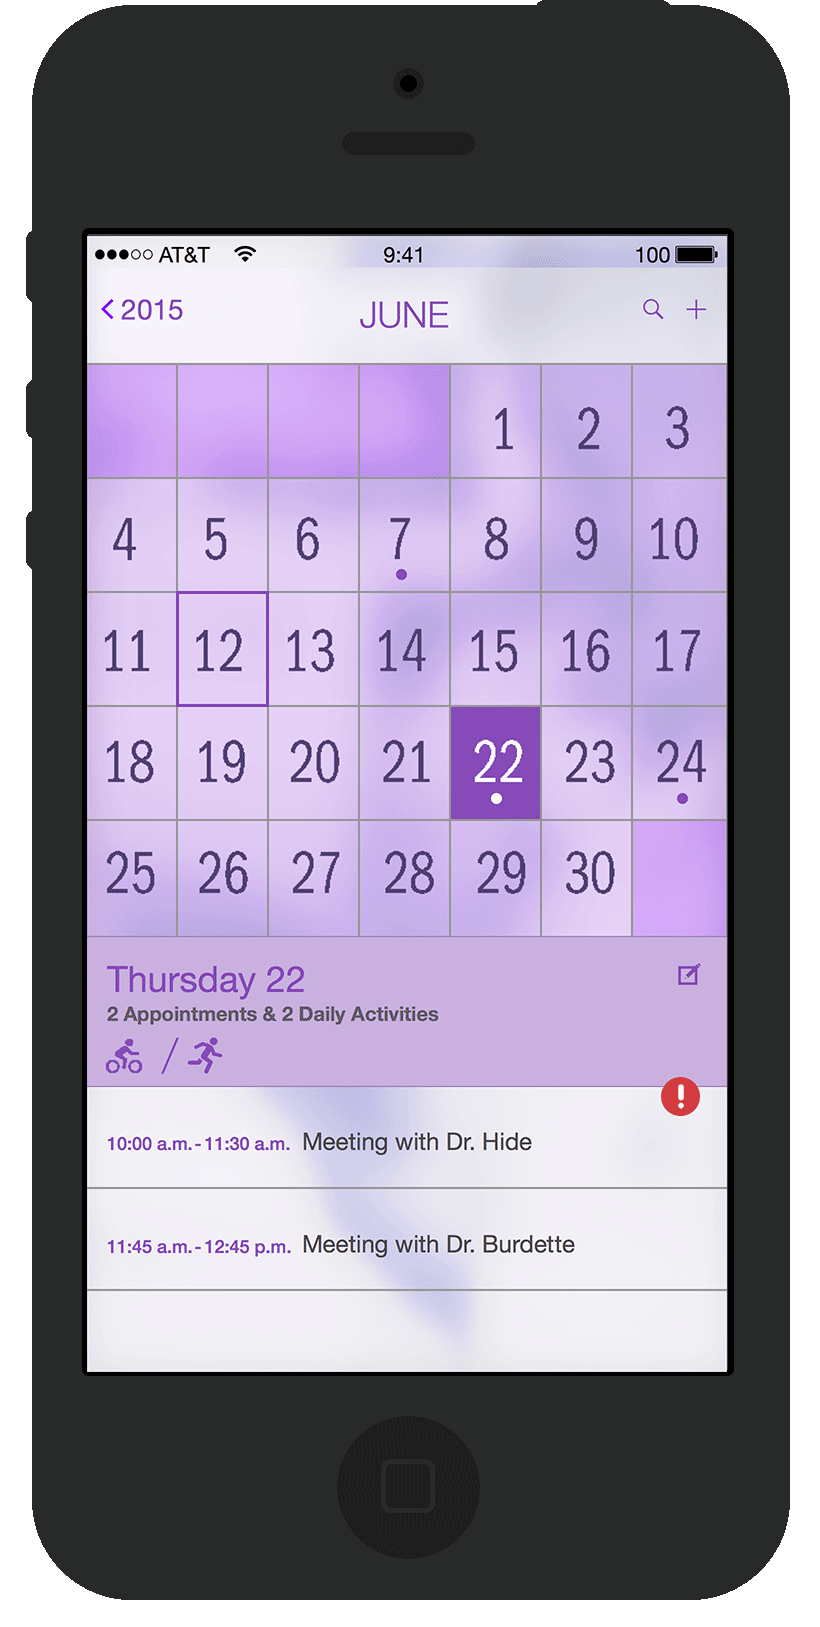 AT&T 9:41 100
2015 JUNE
1 2 3
4 5 6 7 8 9 10
11 12 13 14 15 16 17
18 19 20 21 22 23 24
25 26 27 28 29 30
Thursday 22
2 Appointments & 2 Daily Activities
10:00 a.m. - 11:30 a.m. Meeting with Dr. Hide
11:45 a.m. - 12:45 p.m. Meeting with Dr. Burdette